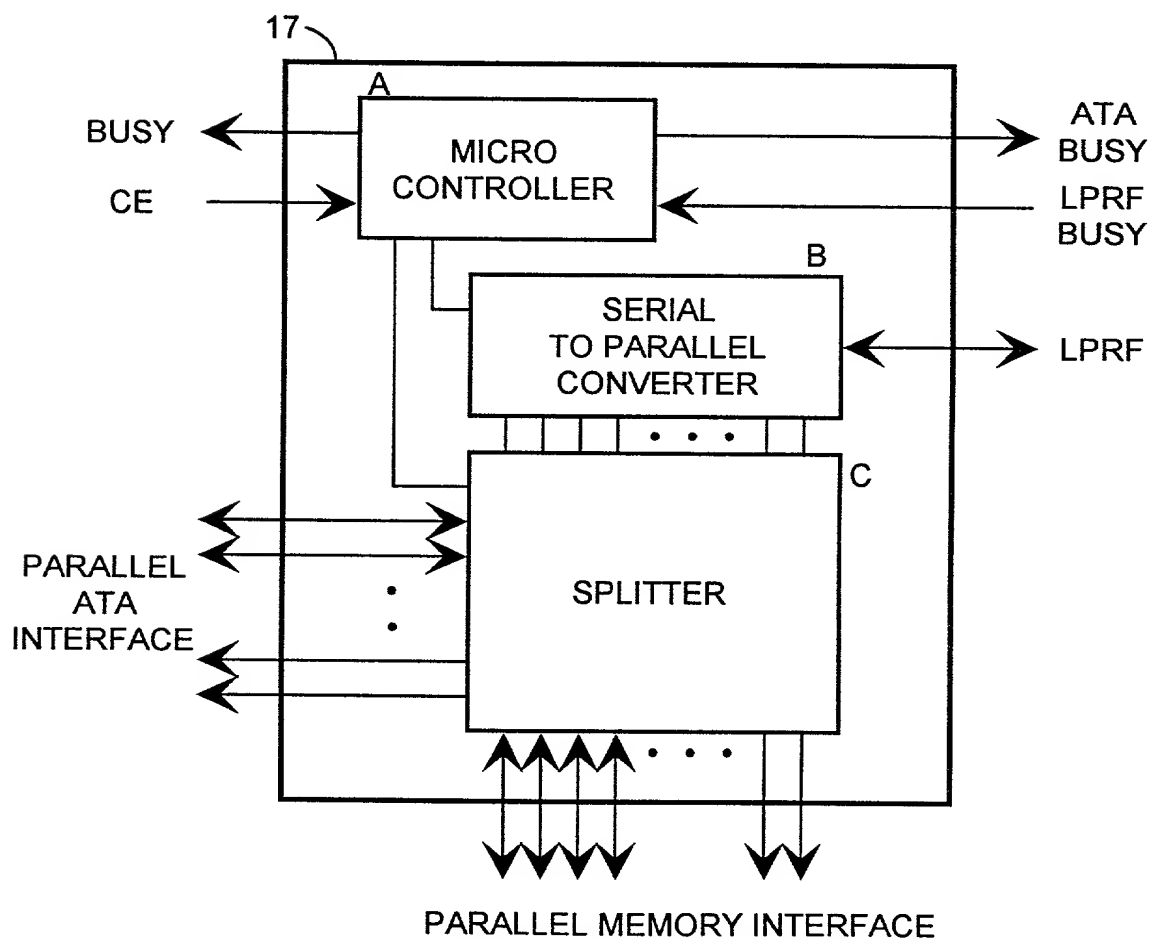 17
A
BUSY
CE
MICRO
CONTROLLER
ATA
BUSY
LPRF
BUSY
B
SERIAL
TO PARALLEL
CONVERTER
LPRF
C
PARALLEL
ATA
INTERFACE
SPLITTER
PARALLEL MEMORY INTERFACE